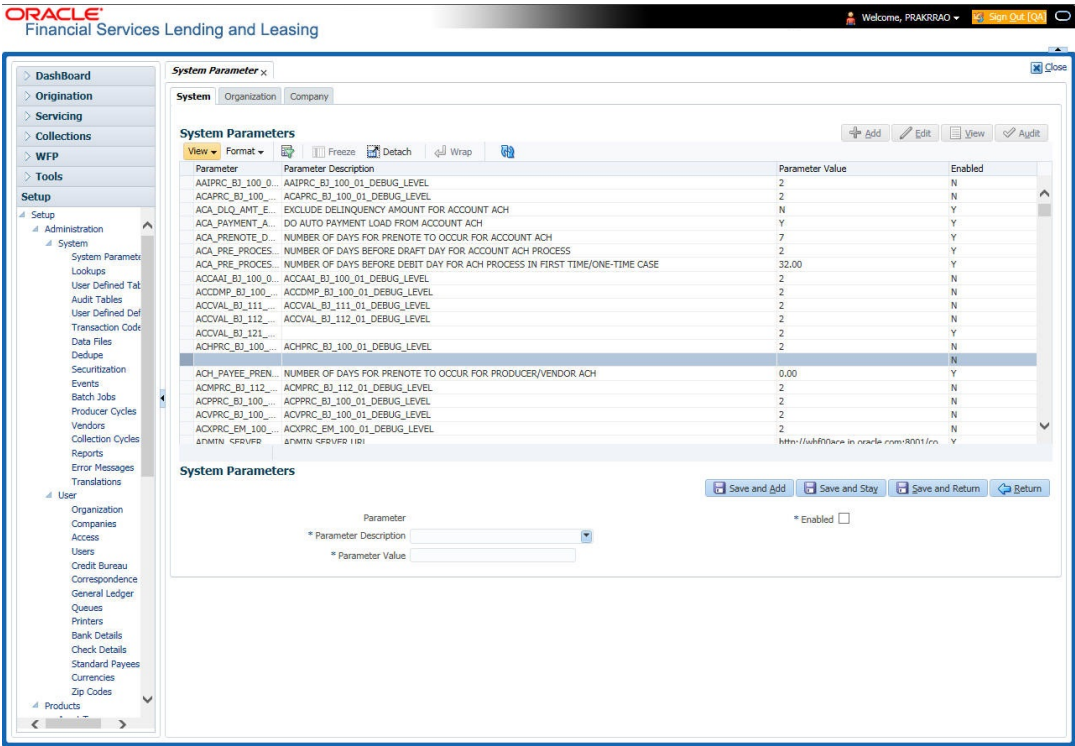 ORACLE
Financial Services Lending and Leasing
Welcome, PRAKRRAO
Sign Out [QA]
Close
DashBoard
Origination
Servicing
Collections
WFP
Tools
Setup
Setup
Administration
System
System Paramete
Lookups
User Defined Tab
Audit Tables
User Defined Def
Transaction Code
Data Files
Dedupe
Securitization
Events
Batch Jobs
Producer Cycles
Vendors
Collection Cycles
Reports
Error Messages
Translations
User
Organization
Companies
Access
Users
Credit Bureau
Correspondence
General Ledger
Queues
Printers
Bank Details
Check Details
Standard Payees
Currencies
Zip Codes
Products
System Parameter
System Organization Company
System Parameters
Add Edit View Audit
View Format Freeze Detach Wrap
Parameter Parameter Description Parameter Value Enabled
AAIPRC_BJ_100_0... AAIPRC_BJ_100_01_DEBUG_LEVEL 2 N
ACAPRC_BJ_100_... ACAPRC_BJ_100_01_DEBUG_LEVEL 2 N
ACA_DLQ_AMT_E... EXCLUDE DELINQUENCY AMOUNT FOR ACCOUNT ACH N Y
ACA_PAYMENT_A... DO AUTO PAYMENT LOAD FROM ACCOUNT ACH Y Y
ACA_PRENOTE_D... NUMBER OF DAYS FOR PRENOTE TO OCCUR FOR ACCOUNT ACH 7 Y
ACA_PRE_PROCES... NUMBER OF DAYS BEFORE DRAFT DAY FOR ACCOUNT ACH PROCESS 2 Y
ACA_PRE_PROCES... NUMBER OF DAYS BEFORE DEBIT DAY FOR ACH PROCESS IN FIRST TIME/ONE-TIME CASE 32.00 Y
ACCAAI_BJ_100_0... ACCAAI_BJ_100_01_DEBUG_LEVEL 2 N
ACCDMP_BJ_100_... ACCDMP_BJ_100_01_DEBUG_LEVEL 2 N
ACCVAL_BJ_111_... ACCVAL_BJ_111_01_DEBUG_LEVEL 2 N
ACCVAL_BJ_112_... ACCVAL_BJ_112_01_DEBUG_LEVEL 2 N
ACCVAL_BJ_121_... 2 Y
ACHPRC_BJ_100_... ACHPRC_BJ_100_01_DEBUG_LEVEL 2 N
N
ACH_PAYEE_PREN... NUMBER OF DAYS FOR PRENOTE TO OCCUR FOR PRODUCER/VENDOR ACH 0.00 Y
ACMPRC_BJ_112_... ACMPRC_BJ_112_01_DEBUG_LEVEL 2 N
ACPPRC_BJ_100_... ACPPRC_BJ_100_01_DEBUG_LEVEL 2 N
ACVPRC_BJ_100_... ACVPRC_BJ_100_01_DEBUG_LEVEL 2 N
ACXPRC_EM_100_... ACXPRC_EM_100_01_DEBUG_LEVEL 2 N
ADMIN_SERVER_... ADMIN SERVER URL Y
System Parameters
Save and Add Save and Stay Save and Return Return
Parameter
* Enabled
* Parameter Description
* Parameter Value